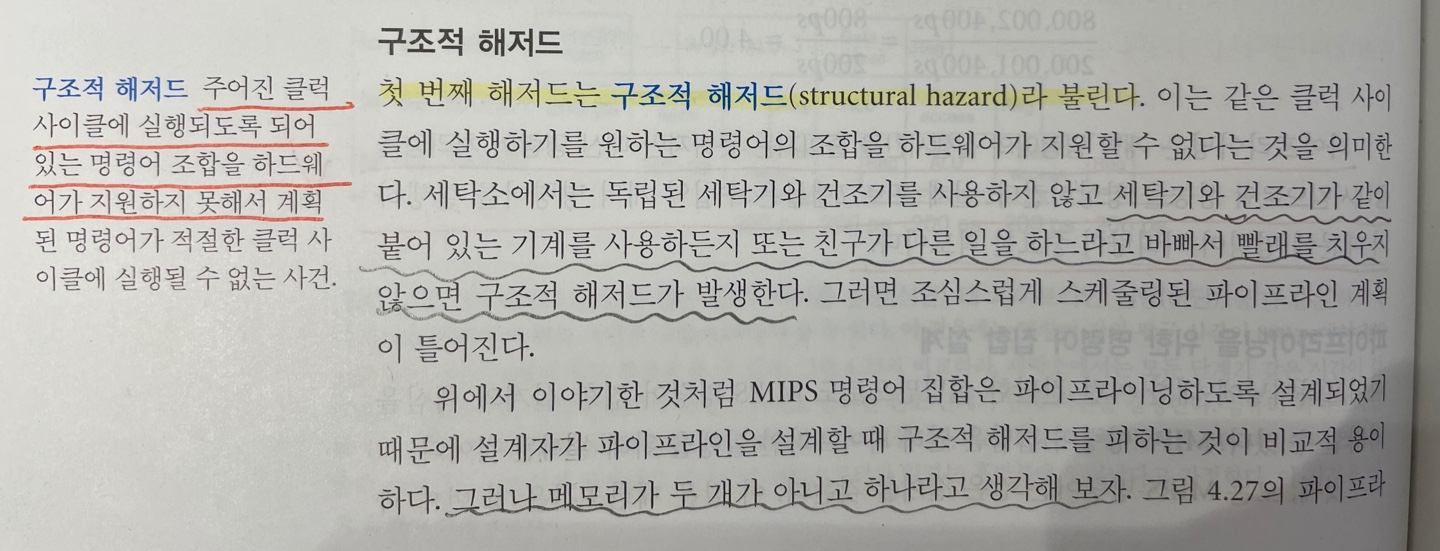 구조적 해저드
구조적 해저드 주어진 클럭
사이클에 실행되도록 되어
있는 명령어 조합을 하드웨
어가 지원하지 못해서 계획
된 명령어가 적절한 클럭 사
이클에 실행될 수 없는 사건.
첫 번째 해저드는 구조적 해저드(structural hazard)라 불린다. 이는 같은 클럭 사이
클에 실행하기를 원하는 명령어의 조합을 하드웨어가 지원할 수 없다는 것을 의미한
다. 세탁소에서는 독립된 세탁기와 건조기를 사용하지 않고 세탁기와 건조기가 같이
붙어 있는 기계를 사용하든지 또는 친구가 다른 일을 하느라고 바빠서 빨래를 치우지
않으면 구조적 해저드가 발생한다. 그러면 조심스럽게 스케줄링된 파이프라인 계획
이 틀어진다.
위에서 이야기한 것처럼 MIPS 명령어 집합은 파이프라이닝하도록 설계되었기
때문에 설계자가 파이프라인을 설계할 때 구조적 해저드를 피하는 것이 비교적 용이
하다. 그러나 메모리가 두 개가 아니고 하나라고 생각해 보자. 그림 4.27의 파이프라